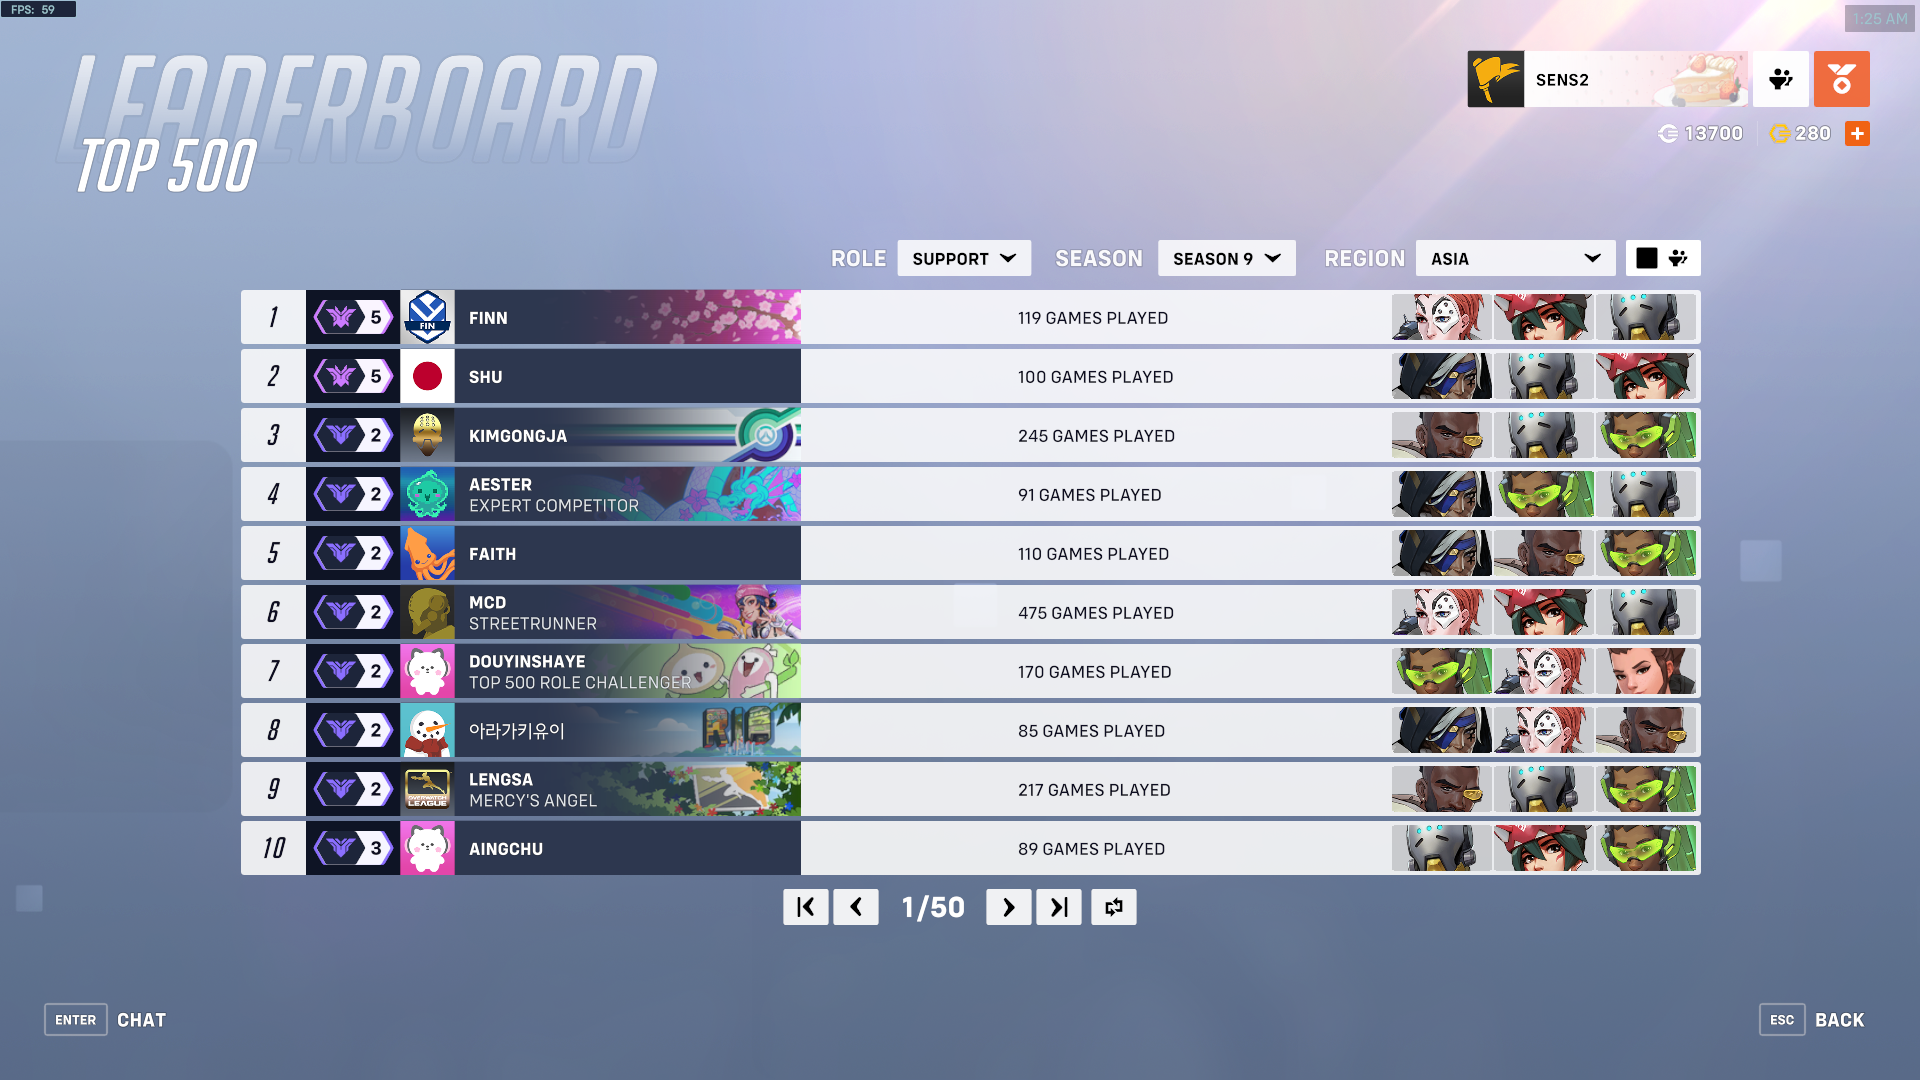 FPS: 59
1:25 AM
LEADERBOARD
TOP 500
SENS2
13700
280
ROLE SUPPORT SEASON SEASON 9 REGION ASIA
1 5 FIN FINN 119 GAMES PLAYED
2 5 SHU 100 GAMES PLAYED
3 2 KIMGONGJA 245 GAMES PLAYED
4 2 AESTER 91 GAMES PLAYED
EXPERT COMPETITOR
5 2 FAITH 110 GAMES PLAYED
6 2 MCD 475 GAMES PLAYED
STREETRUNNER
7 2 DOUYINSHAYE 170 GAMES PLAYED
TOP 500 ROLE CHALLENGER
8 2 아라가키유이 RIO 85 GAMES PLAYED
9 2 OVERWATCH LEAGUE LENGSA 217 GAMES PLAYED
MERCY'S ANGEL
10 3 AINGCHU 89 GAMES PLAYED
1/50
ENTER CHAT
ESC BACK